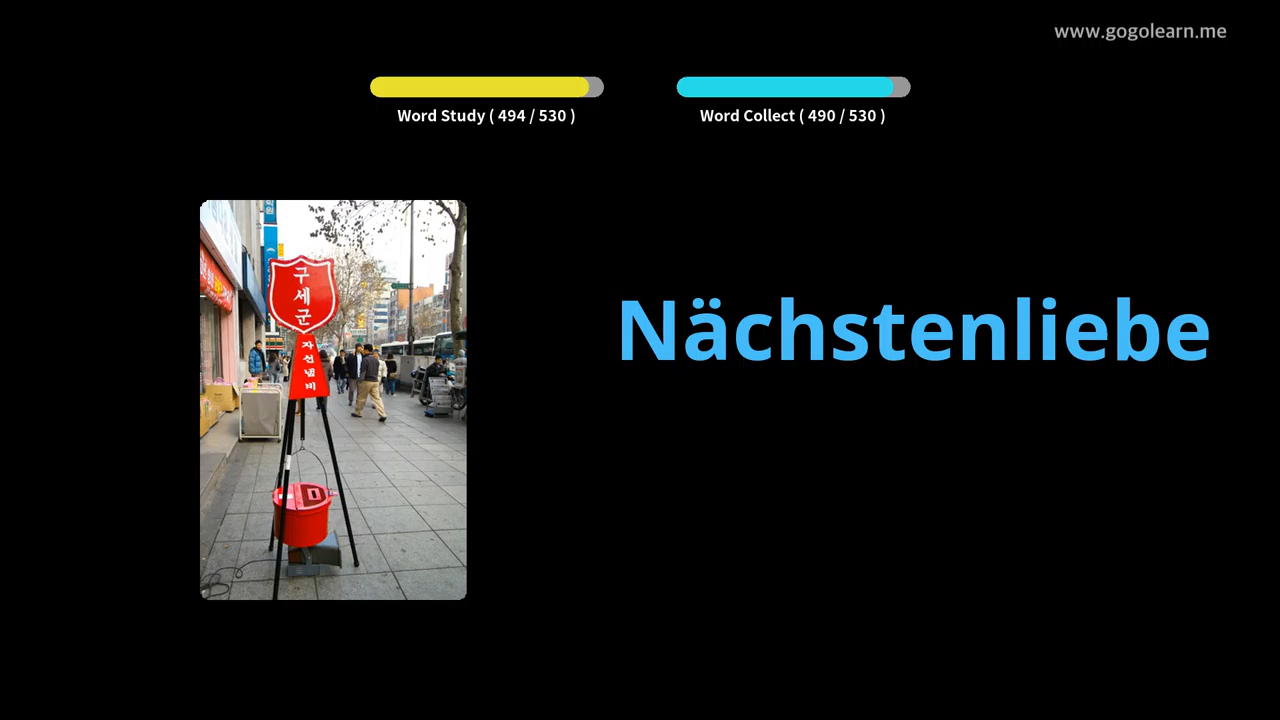 www.gogolearn.me
Word Study ( 494 / 530 )
Word Collect ( 490 / 530 )
Nächstenliebe
구세군
자선냄비